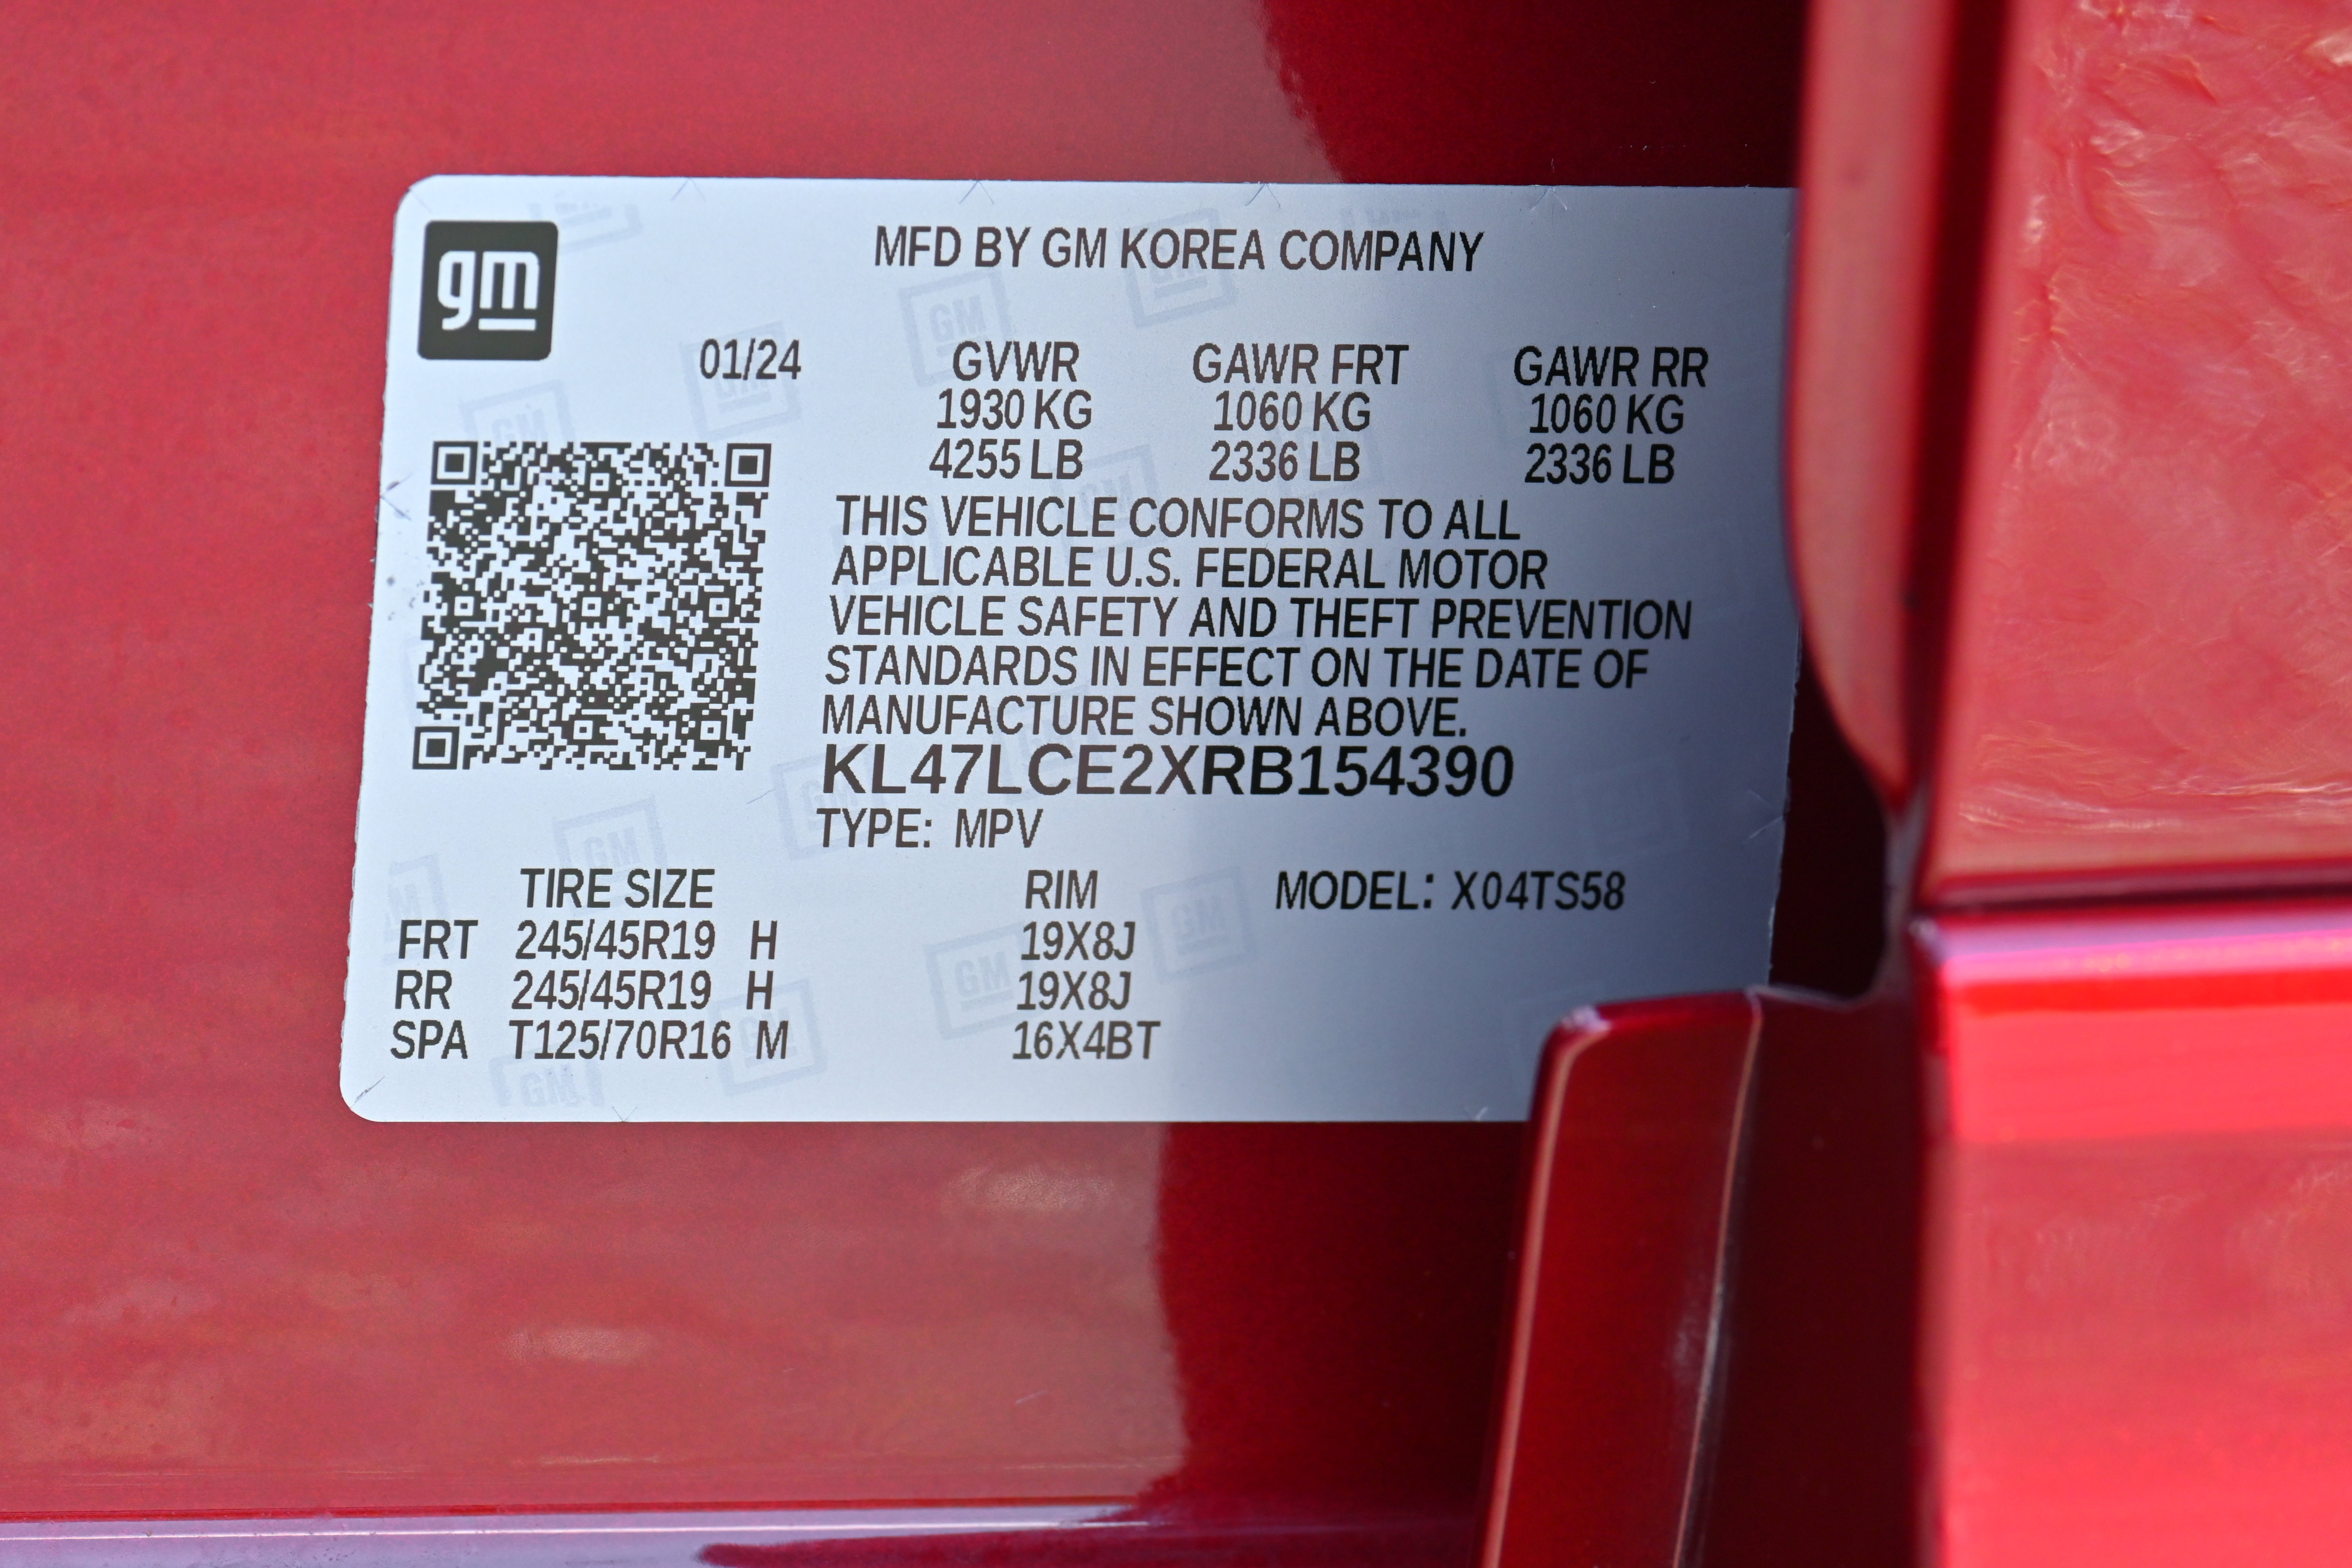 gm
MFD BY GM KOREA COMPANY
01/24 GVWR GAWR FRT GAWR RR
1930 KG 1060 KG 1060 KG
4255 LB 2336 LB 2336 LB
THIS VEHICLE CONFORMS TO ALL
APPLICABLE U.S. FEDERAL MOTOR
VEHICLE SAFETY AND THEFT PREVENTION
STANDARDS IN EFFECT ON THE DATE OF
MANUFACTURE SHOWN ABOVE.
KL47LCE2XRB154390
TYPE: MPV
TIRE SIZE RIM MODEL: X04TS58
FRT 245/45R19 H 19X8J
RR 245/45R19 H 19X8J
SPA T125/70R16 M 16X4BT